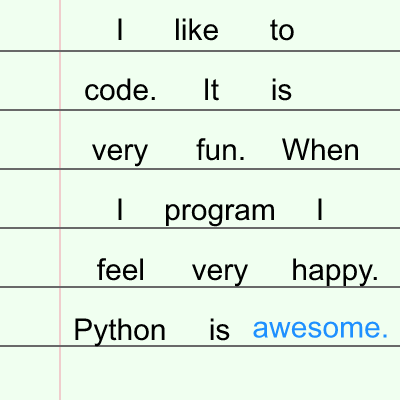 I like to
code. It is
very fun. When
I program I
feel very happy.
Python is awesome.